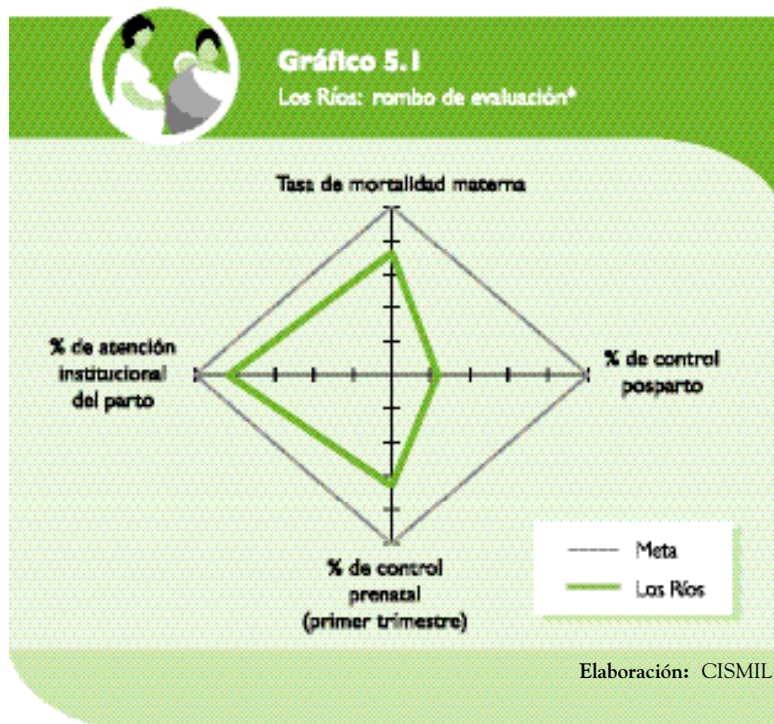 Gráfico 5.1
Los Ríos: rombo de evaluación*
Tasa de mortalidad materna
% de atención
institucional
del parto
% de control
posparto
% de control
prenatal
(primer trimestre)
Meta
Los Ríos
Elaboración: CISMIL